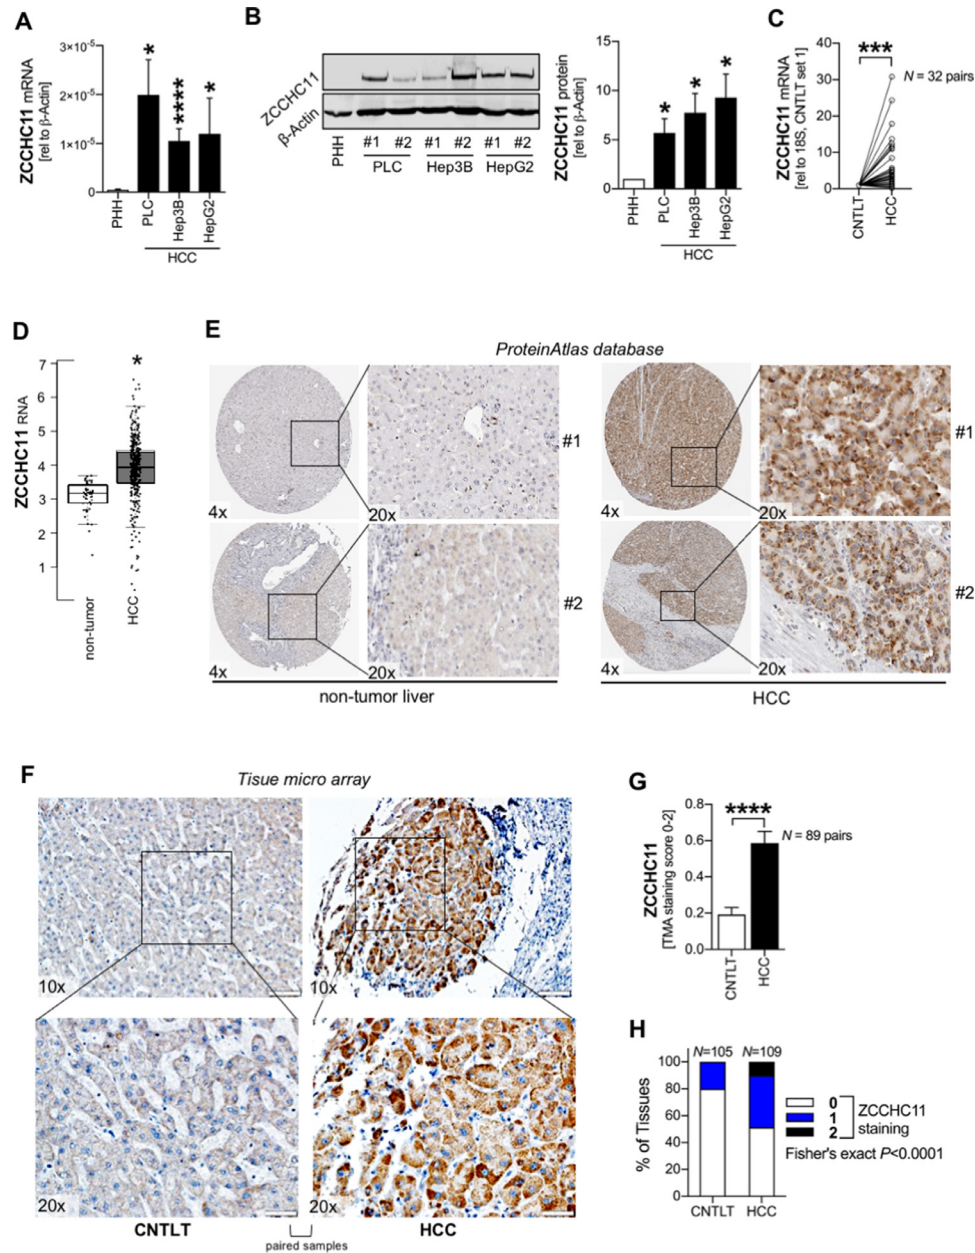 A
ZCCHC11 mRNA
[rel to β-Actin]
3×10⁻⁵
2×10⁻⁵
1×10⁻⁵
0
*
****
*
PHH
PLC
Hep3B
HepG2
HCC
B
ZCCHC11
β-Actin
PHH
#1 #2 #1 #2 #1 #2
PLC Hep3B HepG2
ZCCHC11 protein
[rel to β-Actin]
15
10
5
0
*
*
*
PHH
PLC
Hep3B
HepG2
HCC
C
ZCCHC11 mRNA
[rel to 18S, CNTLT set 1]
40
30
20
10
0
***
N = 32 pairs
CNTLT
HCC
D
ZCCHC11 RNA
7
6
5
4
3
2
1
*
non-tumor
HCC
E
ProteinAtlas database
4x 20x #1 4x 20x #1
4x 20x #2 4x 20x #2
non-tumor liver HCC
F
Tisue micro array
10x 10x
20x 20x
CNTLT HCC
paired samples
G
ZCCHC11
[TMA staining score 0-2]
0.8
0.6
0.4
0.2
0.0
****
N = 89 pairs
CNTLT
HCC
H
% of Tissues
N=105 N=109
100
80
60
40
20
0
CNTLT HCC
0
1
2
ZCCHC11
staining
Fisher's exact P<0.0001